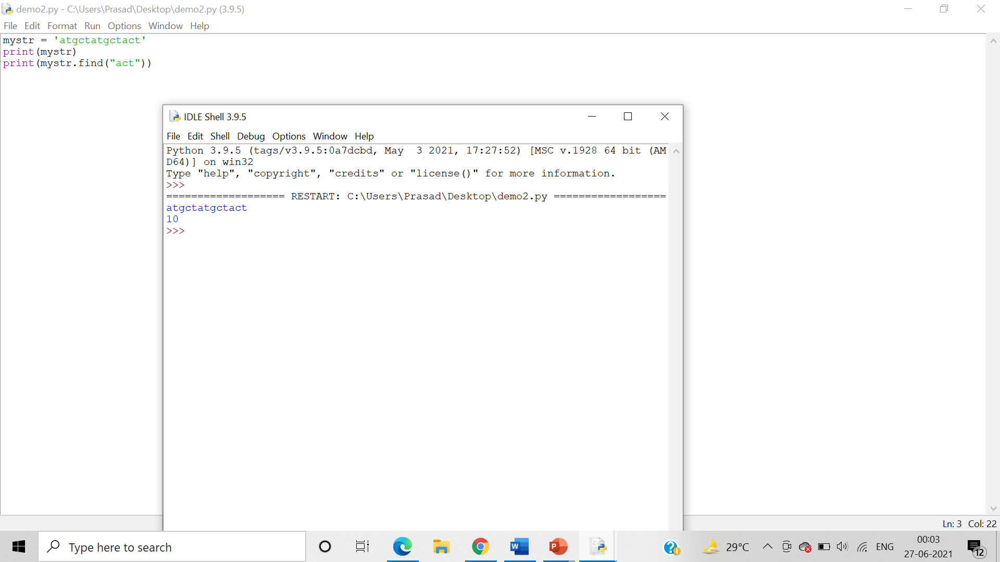 demo2.py - C:\Users\Prasad\Desktop\demo2.py (3.9.5)
File Edit Format Run Options Window Help
mystr = 'atgctatgctact'
print(mystr)
print(mystr.find("act"))
IDLE Shell 3.9.5
File Edit Shell Debug Options Window Help
Python 3.9.5 (tags/v3.9.5:0a7dcbd, May  3 2021, 17:27:52) [MSC v.1928 64 bit (AM
D64)] on win32
Type "help", "copyright", "credits" or "license()" for more information.
>>>
=================== RESTART: C:\Users\Prasad\Desktop\demo2.py ==================
atgctatgctact
10
>>>
Ln: 3 Col: 22
Type here to search
29°C
ENG
00:03
27-06-2021
12